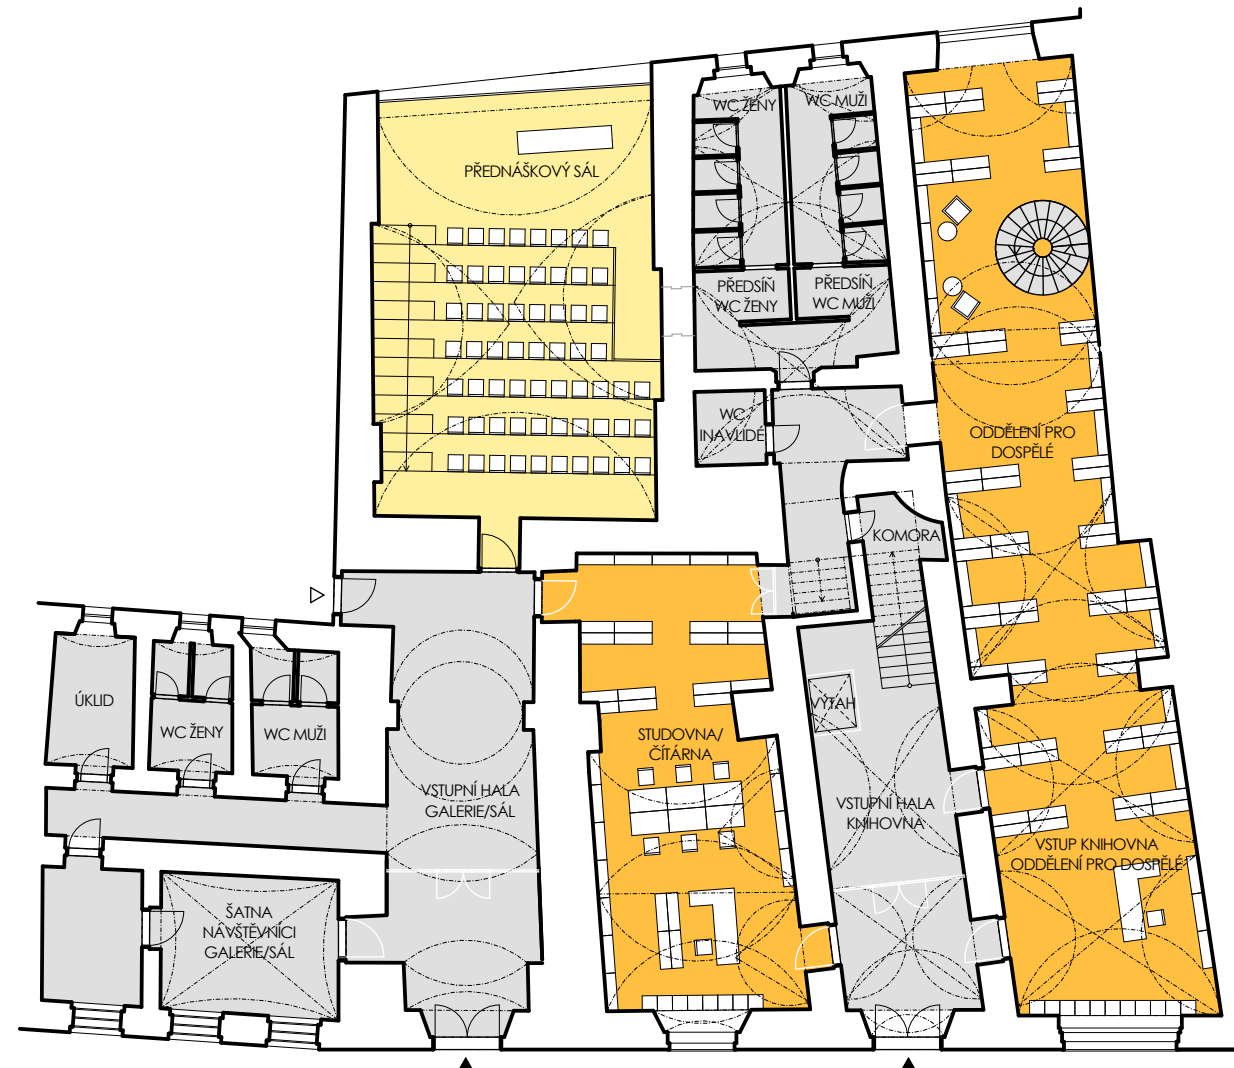 WC ŽENY
WC MUŽI
PŘEDNÁŠKOVÝ SÁL
PŘEDSÍŇ
WC ŽENY
PŘEDSÍŇ
WC MUŽI
WC
INAVLIDÉ
ODDĚLENÍ PRO
DOSPĚLÉ
KOMORA
ÚKLID
WC ŽENY
WC MUŽI
VÝTAH
STUDOVNA/
ČÍTÁRNA
VSTUPNÍ HALA
GALERIE/SÁL
VSTUPNÍ HALA
KNIHOVNA
VSTUP KNIHOVNA
ODDĚLENÍ PRO DOSPĚLÉ
ŠATNA
NÁVŠTĚVNÍCI
GALERIE/SÁL